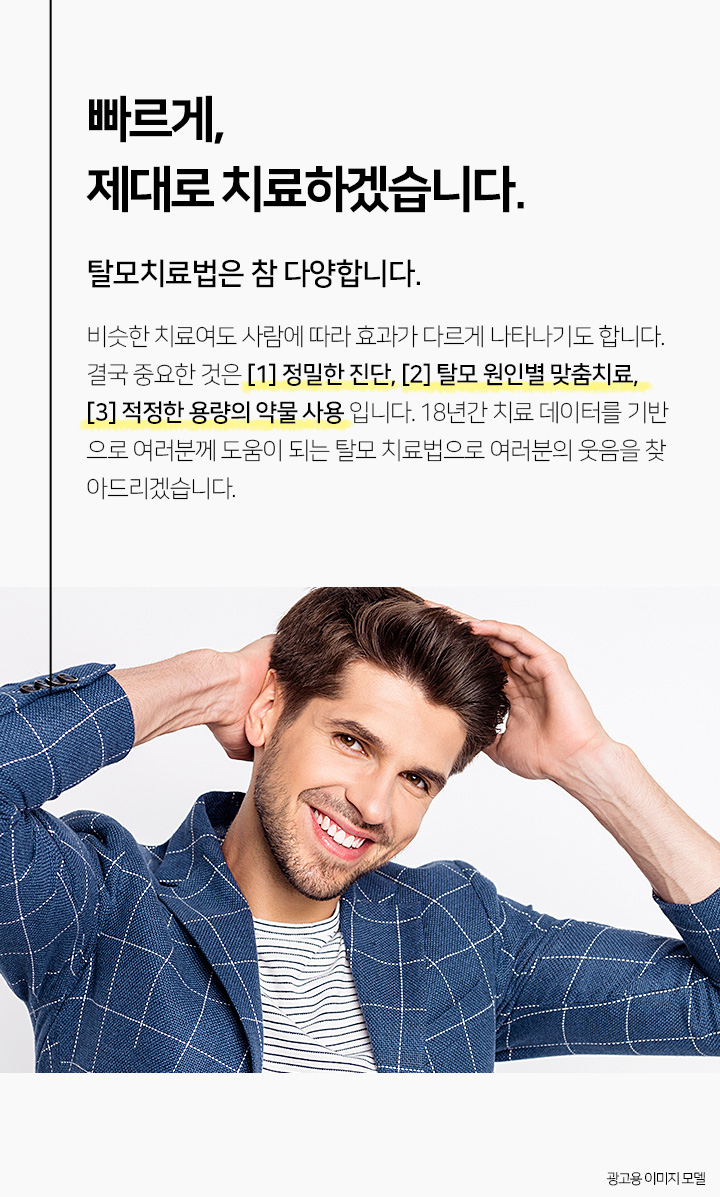 빠르게,
제대로 치료하겠습니다.
탈모치료법은 참 다양합니다.
비슷한 치료여도 사람에 따라 효과가 다르게 나타나기도 합니다.
결국 중요한 것은 [1] 정밀한 진단, [2] 탈모 원인별 맞춤치료,
[3] 적정한 용량의 약물 사용 입니다. 18년간 치료 데이터를 기반
으로 여러분께 도움이 되는 탈모 치료법으로 여러분의 웃음을 찾
아드리겠습니다.
광고용 이미지 모델